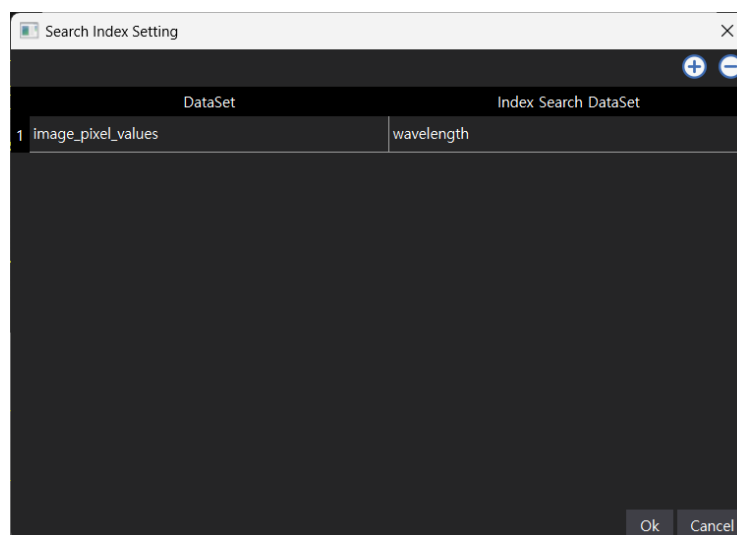 Search Index Setting
DataSet Index Search DataSet
1 image_pixel_values wavelength
Ok Cancel